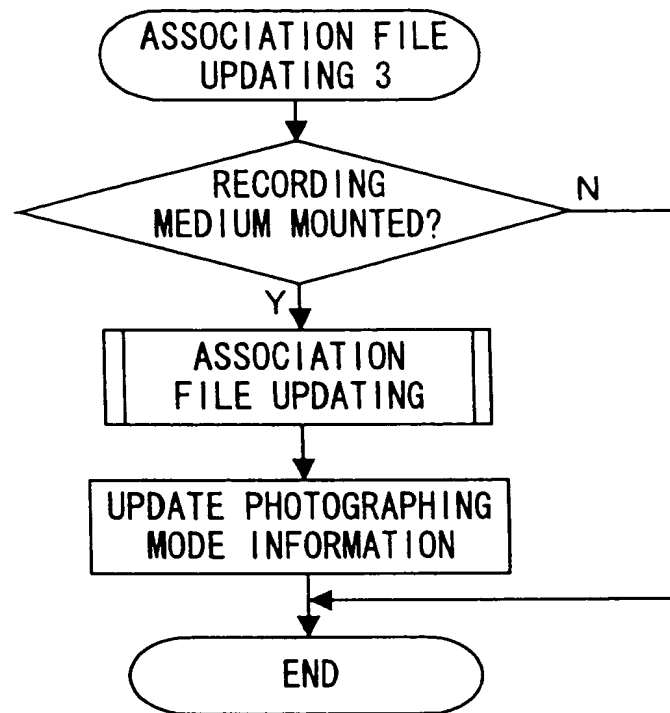 ASSOCIATION FILE
UPDATING 3
RECORDING
MEDIUM MOUNTED?
N
Y
ASSOCIATION
FILE UPDATING
UPDATE PHOTOGRAPHING
MODE INFORMATION
END